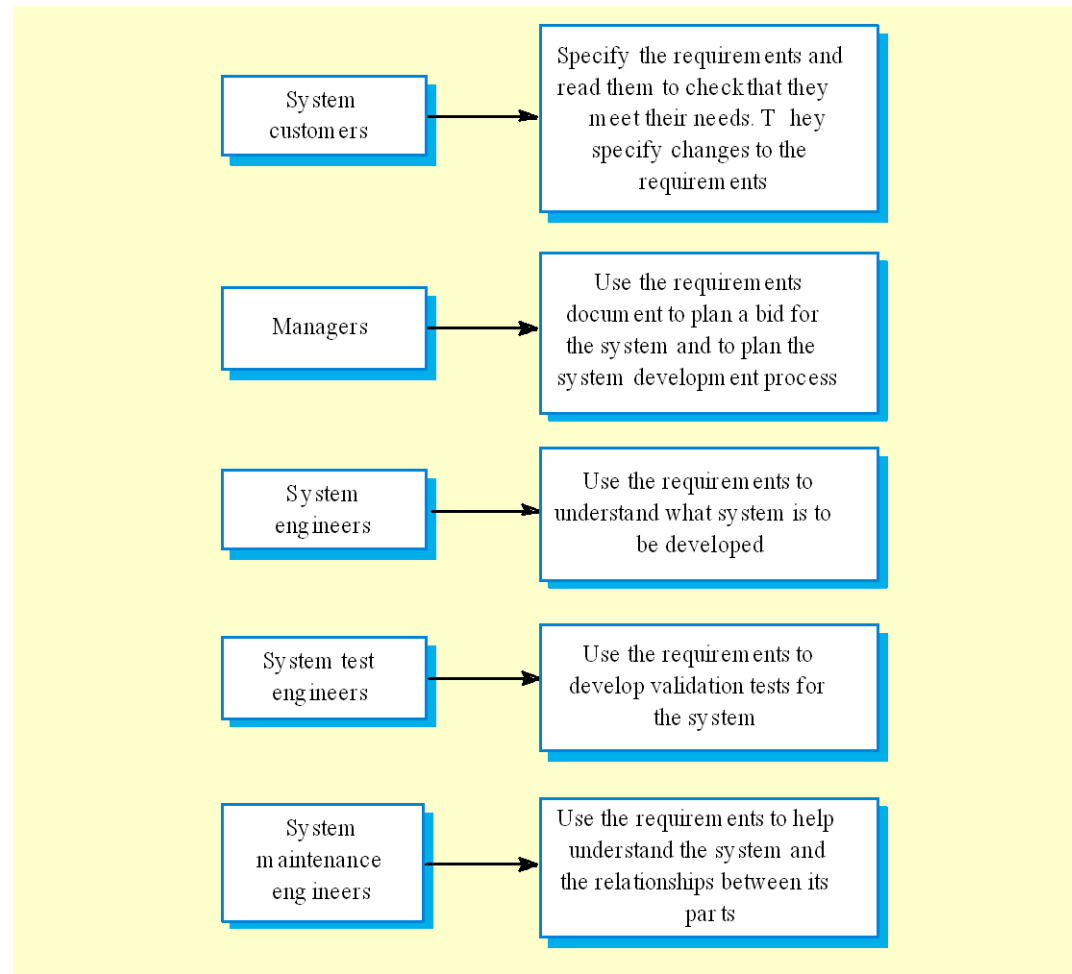 System
customers
Specify the requirements and
read them to check that they
meet their needs. T hey
specify changes to the
requirements
Managers
Use the requirements
document to plan a bid for
the system and to plan the
system development process
System
engineers
Use the requirements to
understand what system is to
be developed
System test
engineers
Use the requirements to
develop validation tests for
the system
System
maintenance
engineers
Use the requirements to help
understand the system and
the relationships between its
parts